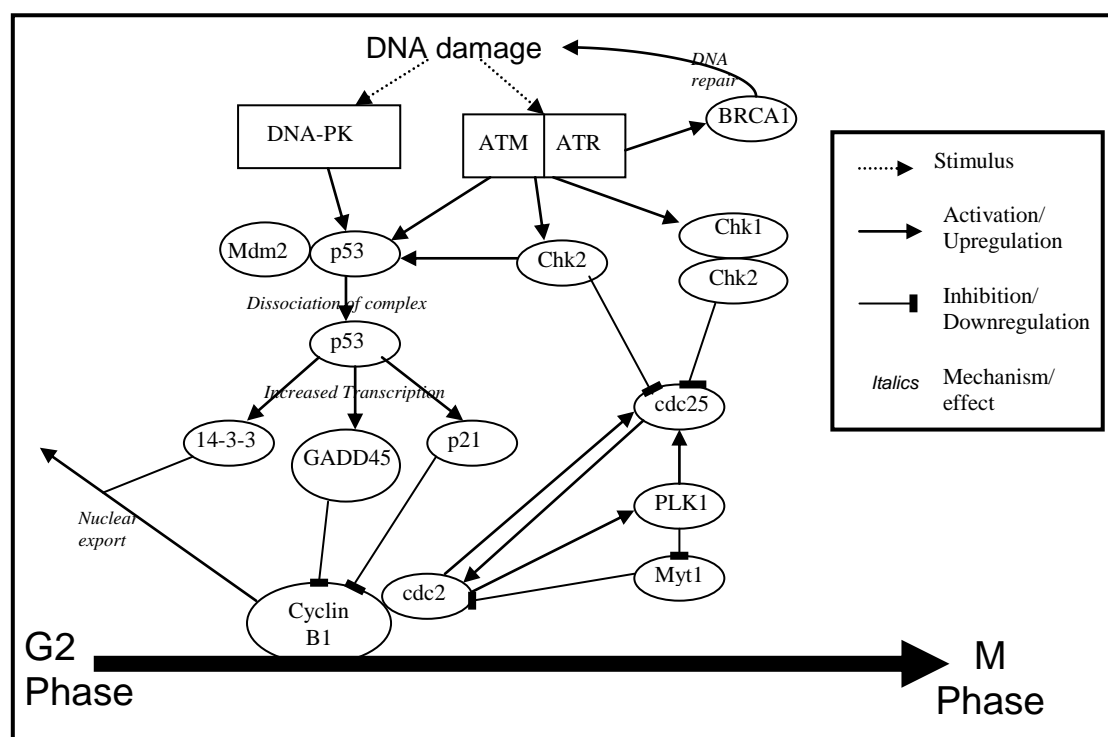 DNA damage
DNA
repair
BRCA1
DNA-PK
ATM
ATR
Stimulus
Activation/
Upregulation
Inhibition/
Downregulation
Italics
Mechanism/
effect
Mdm2
p53
Chk2
Chk1
Chk2
Dissociation of complex
p53
Increased Transcription
14-3-3
GADD45
p21
cdc25
PLK1
Myt1
Nuclear
export
Cyclin
B1
cdc2
G2
Phase
M
Phase